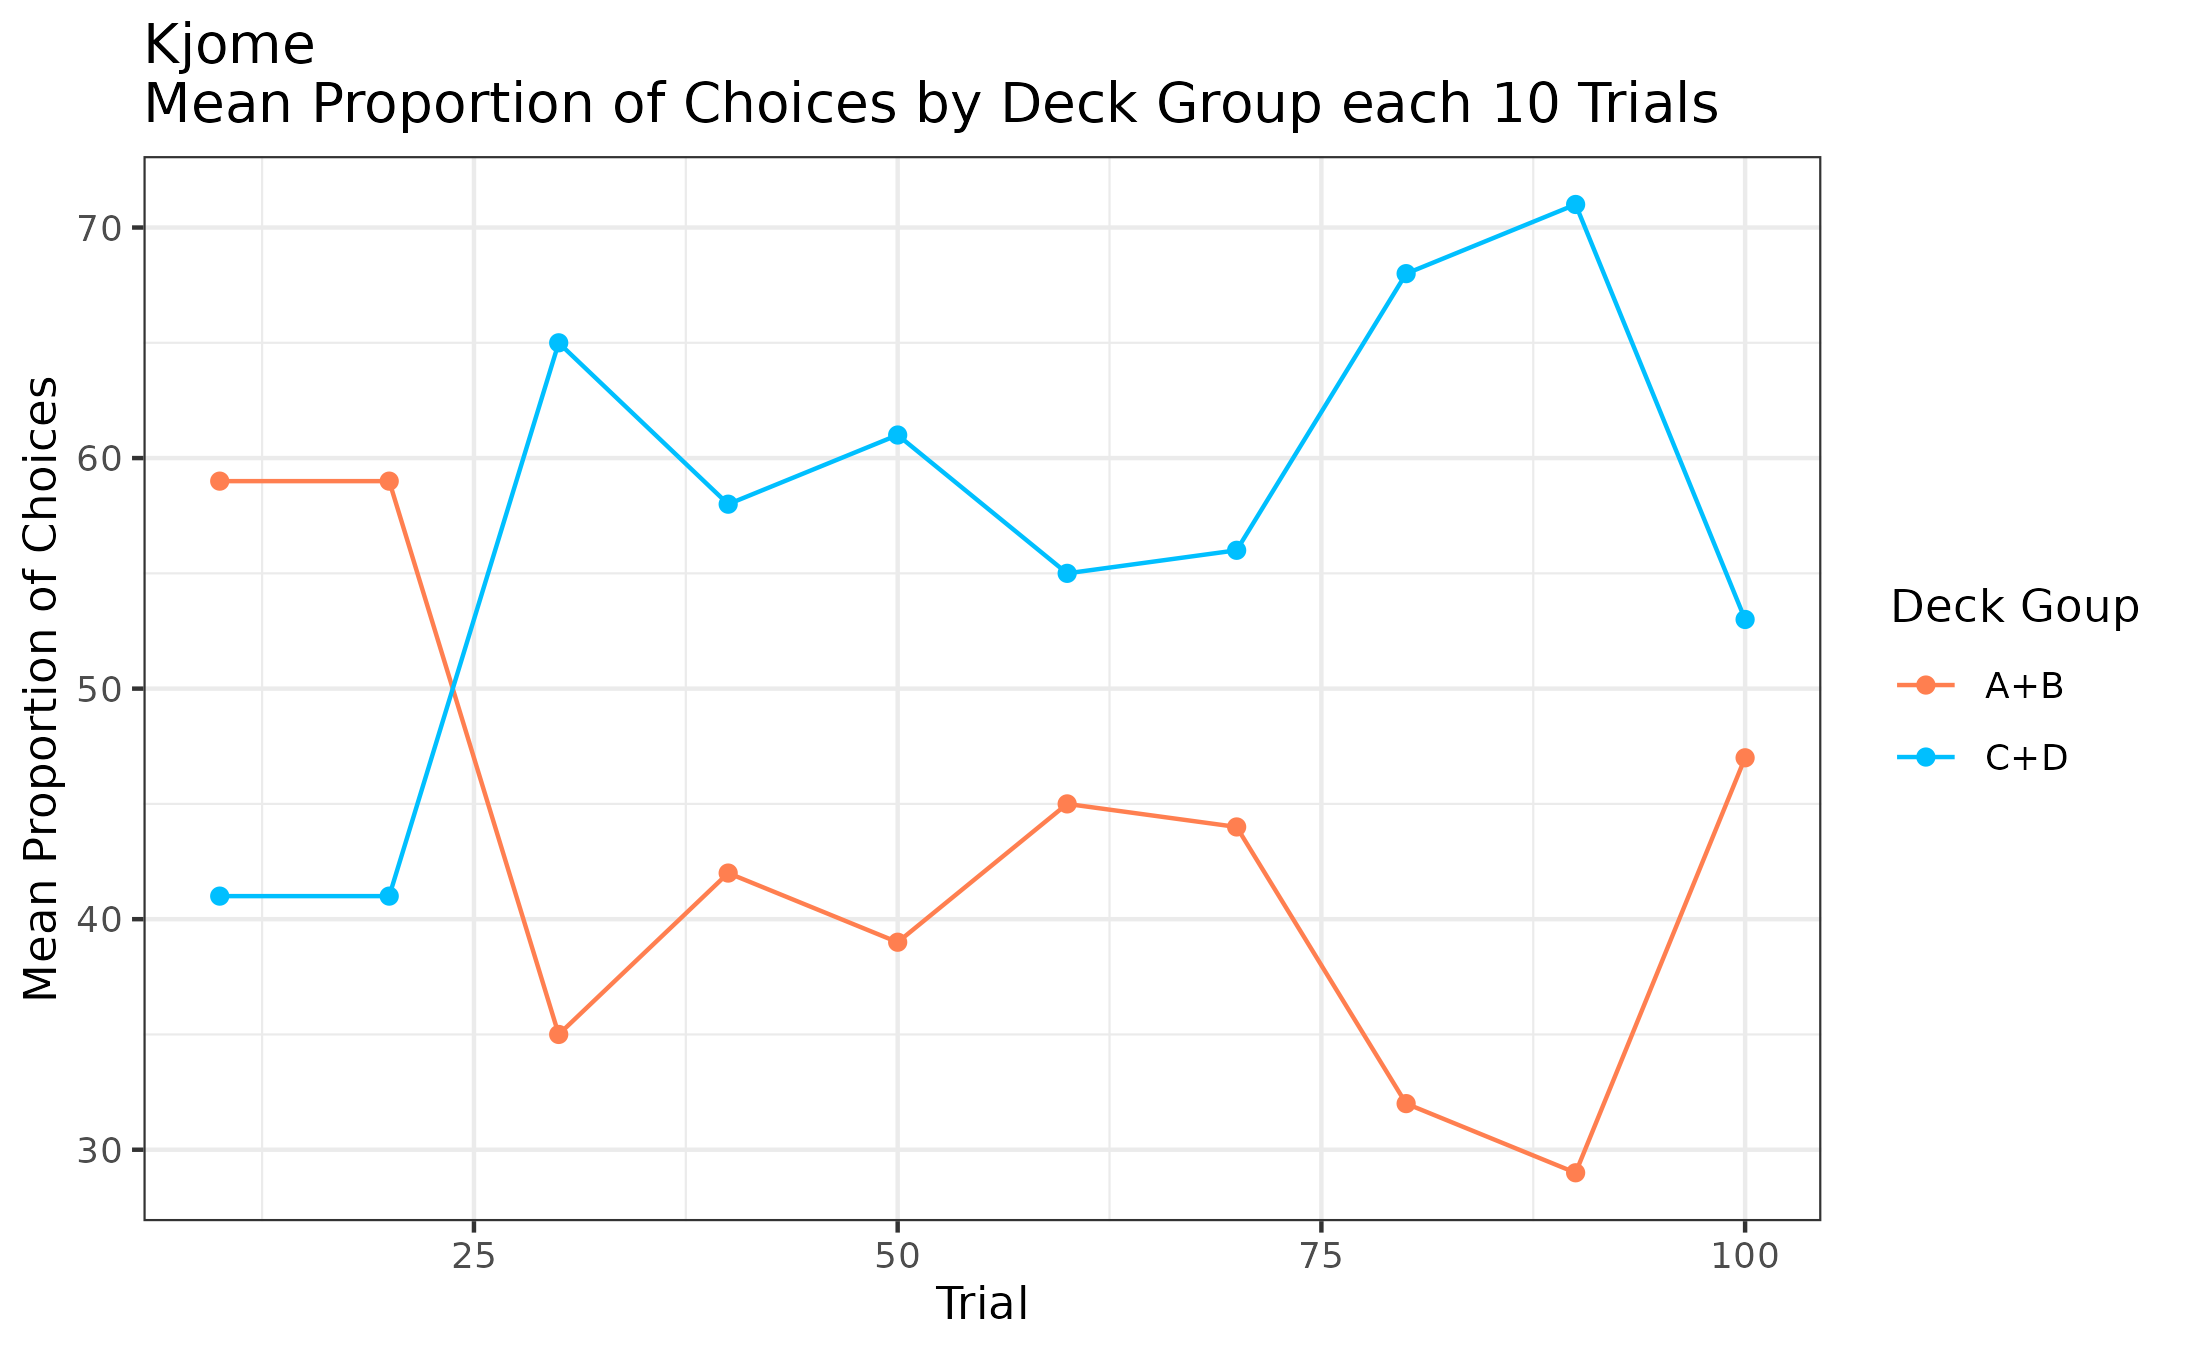 Kjome
Mean Proportion of Choices by Deck Group each 10 Trials
Mean Proportion of Choices
70
60
50
40
30
25 50 75 100
Trial
Deck Goup
A+B
C+D